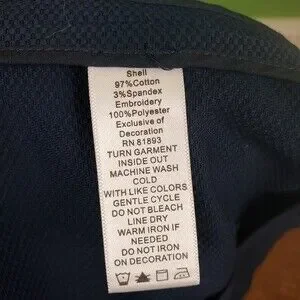 Shell
97%Cotton
3%Spandex
Embroidery
100%Polyester
Exclusive of
Decoration
RN 81893
TURN GARMENT
INSIDE OUT
MACHINE WASH
COLD
WITH LIKE COLORS
GENTLE CYCLE
DO NOT BLEACH
LINE DRY
WARM IRON IF
NEEDED
DO NOT IRON
ON DECORATION